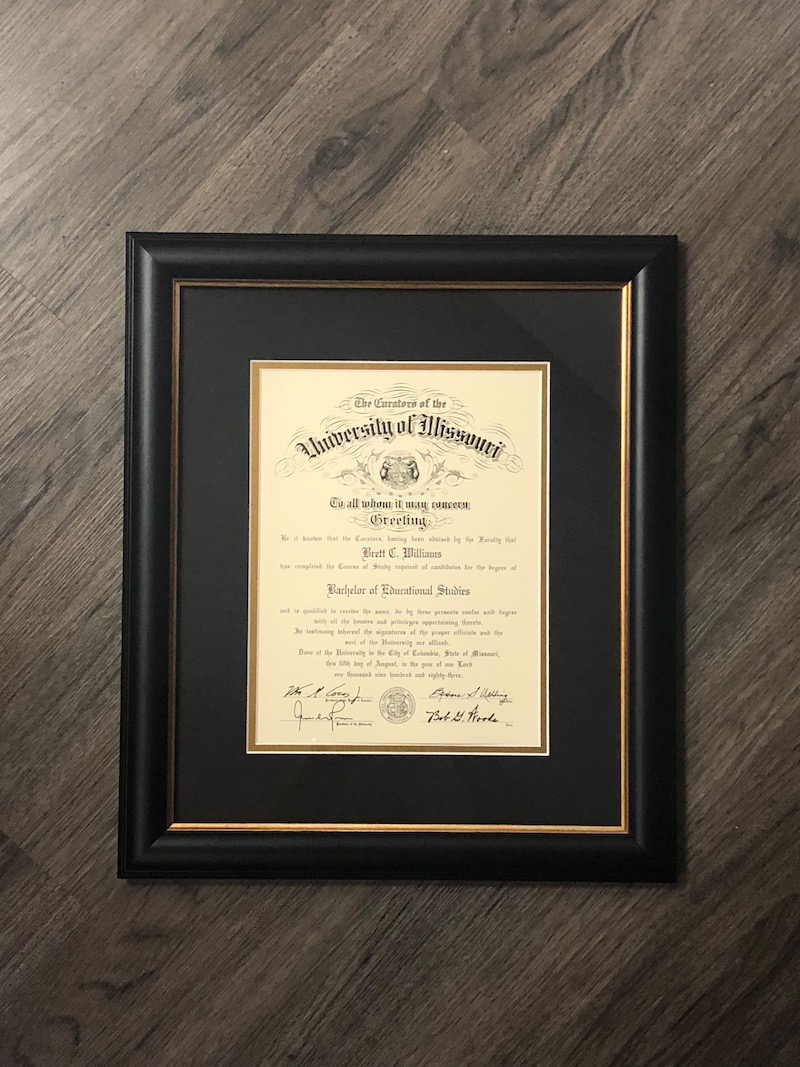 The Curators of the
University of Missouri
To all whom it may concern
Greeting:
Be it known that the Curators, having been advised by the Faculty that
Brett C. Williams
has completed the Course of Study required of candidates for the degree of
Bachelor of Educational Studies
and is qualified to receive the same, do by these presents confer said degree
with all the honors and privileges appertaining thereto.
In testimony whereof the signatures of the proper officials and the
seal of the University are affixed.
Done at the University in the City of Columbia, State of Missouri,
this fifth day of August, in the year of our Lord
one thousand nine hundred and eighty-three.
President of the University
Bob G. Woods